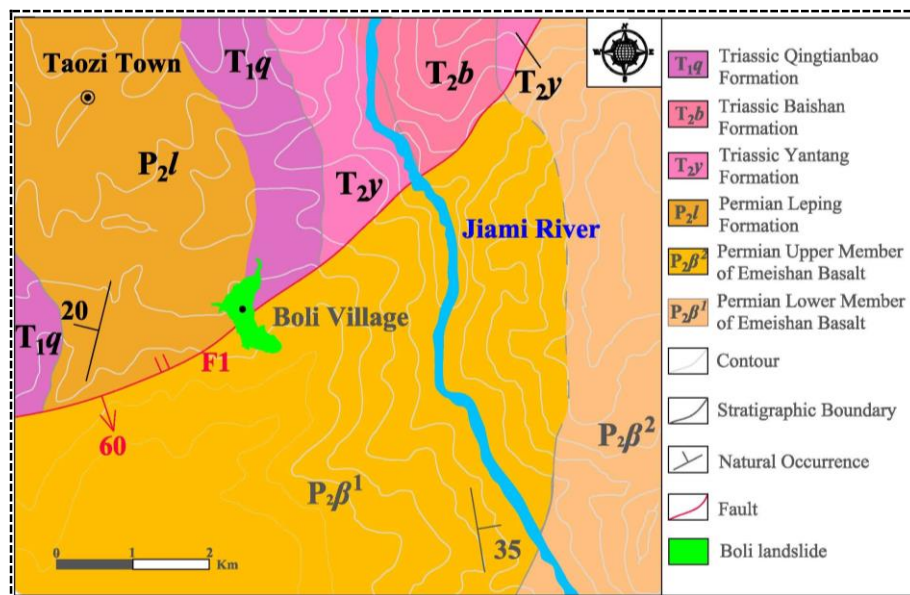 Taozi Town
T₁q
T₂b
T₂y
P₂l
T₂y
Jiami River
20
T₁q
Boli Village
F1
60
P₂β¹
P₂β²
35
0 1 2
Km
T₁q Triassic Qingtianbao
Formation
T₂b Triassic Baishan
Formation
T₂y Triassic Yantang
Formation
P₂l Permian Leping
Formation
P₂β² Permian Upper Member
of Emeishan Basalt
P₂β¹ Permian Lower Member
of Emeishan Basalt
Contour
Stratigraphic Boundary
Natural Occurrence
Fault
Boli landslide